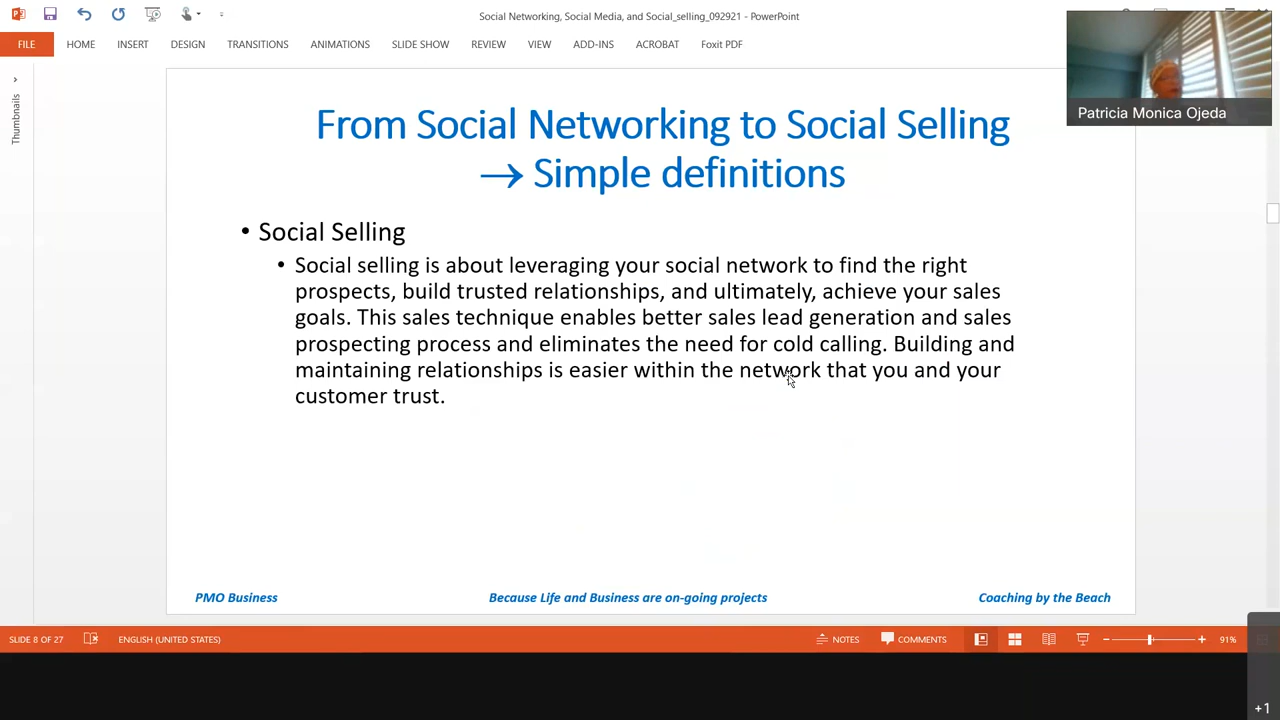 Social Networking, Social Media, and Social_selling_092921 - PowerPoint
FILE HOME INSERT DESIGN TRANSITIONS ANIMATIONS SLIDE SHOW REVIEW VIEW ADD-INS ACROBAT Foxit PDF
Patricia Monica Ojeda
Thumbnails
From Social Networking to Social Selling
→ Simple definitions
• Social Selling
• Social selling is about leveraging your social network to find the right
prospects, build trusted relationships, and ultimately, achieve your sales
goals. This sales technique enables better sales lead generation and sales
prospecting process and eliminates the need for cold calling. Building and
maintaining relationships is easier within the network that you and your
customer trust.
PMO Business Because Life and Business are on-going projects Coaching by the Beach
SLIDE 8 OF 27 ENGLISH (UNITED STATES) NOTES COMMENTS 91%
+1